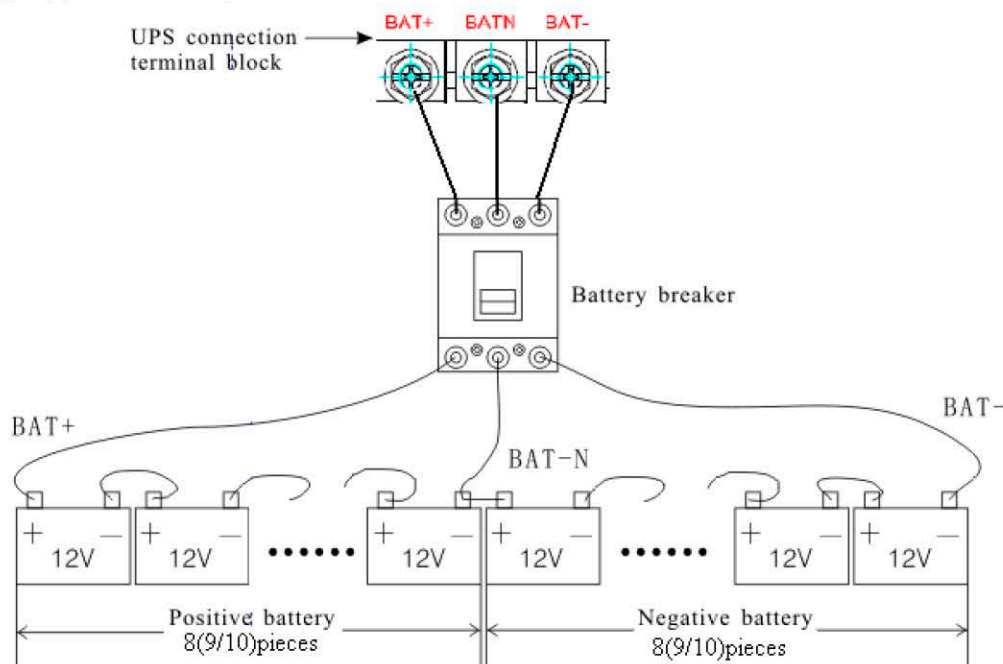 BAT+ BATN BAT-
UPS connection
terminal block
Battery breaker
BAT+
BAT-
BAT-N
+ − + − + − + − + − + −
12V 12V •••••• 12V 12V •••••• 12V 12V
Positive battery
8(9/10)pieces
Negative battery
8(9/10)pieces